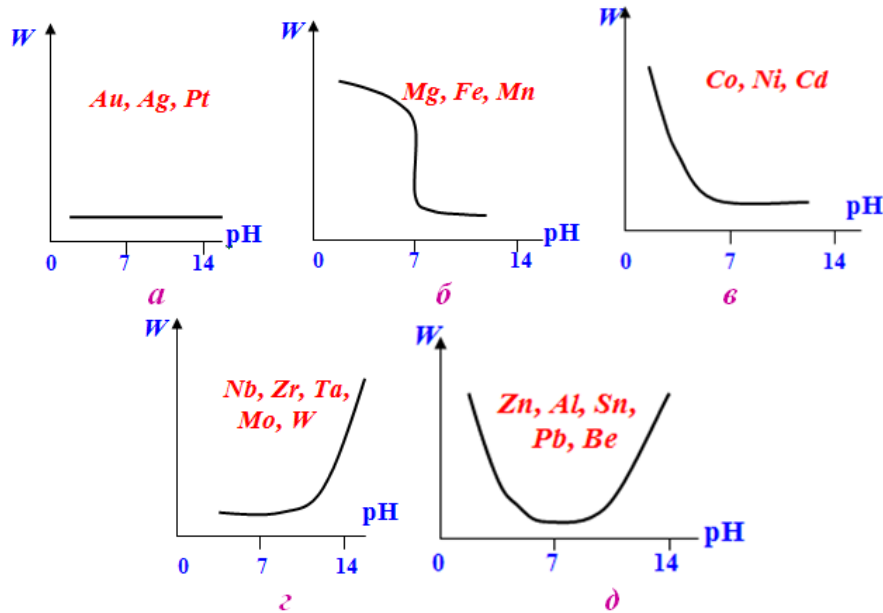 W
Au, Ag, Pt
pH
0 7 14
а
W
Mg, Fe, Mn
pH
0 7 14
б
W
Co, Ni, Cd
pH
0 7 14
в
W
Nb, Zr, Ta,
Mo, W
pH
0 7 14
г
W
Zn, Al, Sn,
Pb, Be
pH
0 7 14
д